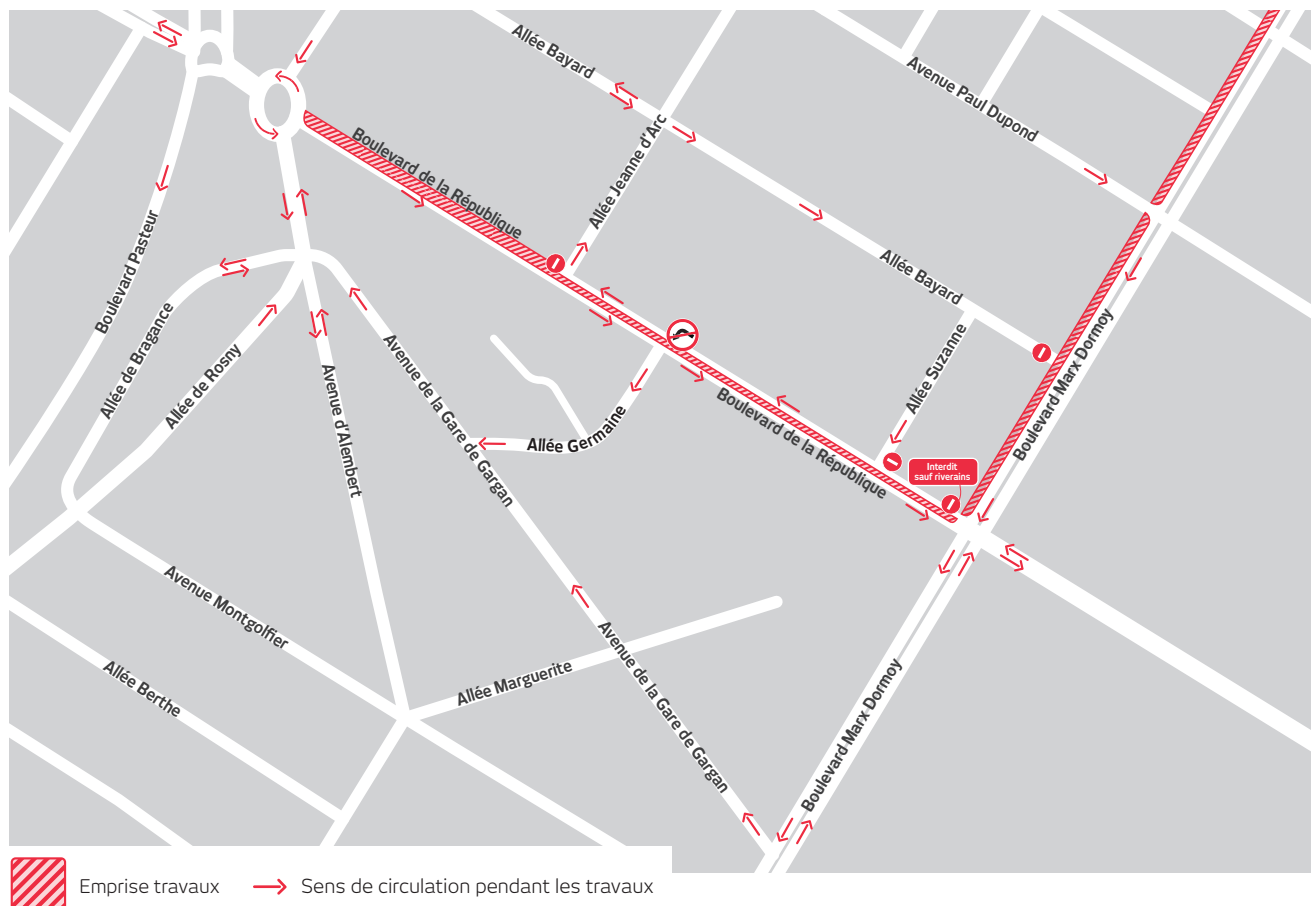 Allée Bayard
Avenue Paul Dupond
Boulevard de la République
Allée Jeanne d'Arc
Boulevard Pasteur
Allée Bayard
Allée de Bragance
Allée de Rosny
Avenue d'Alembert
Avenue de la Gare de Gargan
Allée Suzanne
Boulevard Marx Dormoy
Allée Germaine
Boulevard de la République
Interdit
sauf riverains
Avenue Montgolfier
Allée Berthe
Allée Marguerite
Avenue de la Gare de Gargan
Boulevard Marx Dormoy
Emprise travaux
Sens de circulation pendant les travaux